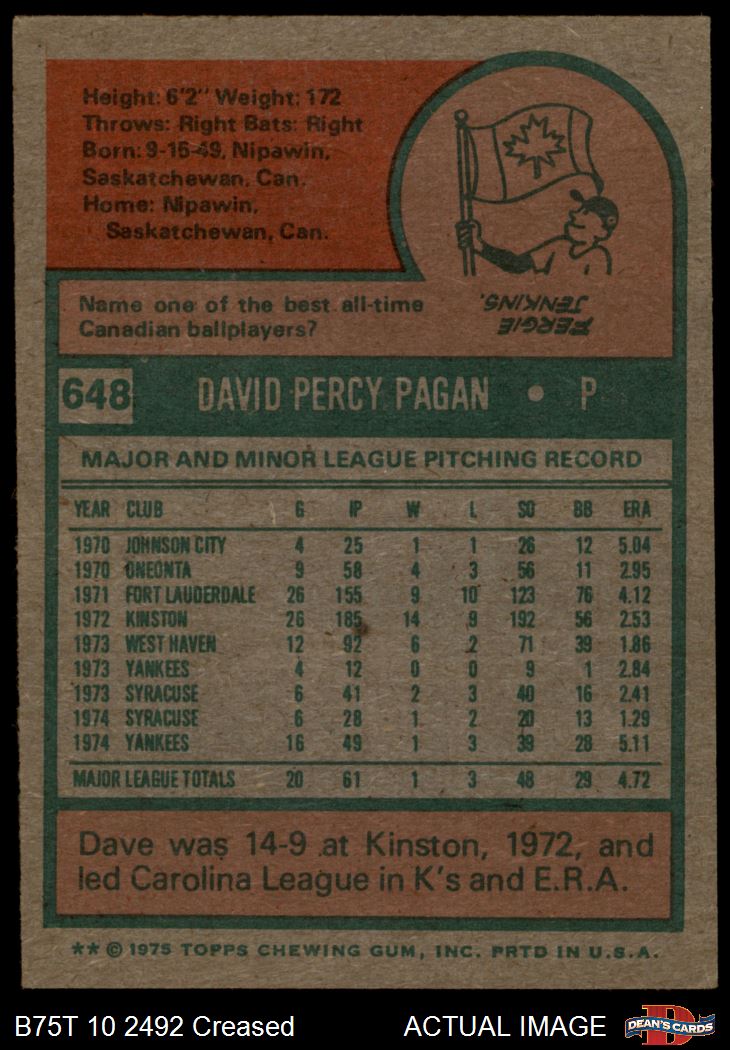 Height: 6'2" Weight: 172
Throws: Right Bats: Right
Born: 9-15-49, Nipawin,
Saskatchewan, Can.
Home: Nipawin,
Saskatchewan, Can.
Name one of the best all-time
Canadian ballplayers?
FERGIE
JENKINS.
648 DAVID PERCY PAGAN • P
MAJOR AND MINOR LEAGUE PITCHING RECORD
YEAR CLUB G IP W L SO BB ERA
1970 JOHNSON CITY 4 25 1 1 26 12 5.04
1970 ONEONTA 9 58 4 3 56 11 2.95
1971 FORT LAUDERDALE 26 155 9 10 123 76 4.12
1972 KINSTON 26 185 14 9 192 56 2.53
1973 WEST HAVEN 12 92 6 2 71 39 1.86
1973 YANKEES 4 12 0 0 9 1 2.84
1973 SYRACUSE 6 41 2 3 40 16 2.41
1974 SYRACUSE 6 28 1 2 20 13 1.29
1974 YANKEES 16 49 1 3 39 28 5.11
MAJOR LEAGUE TOTALS 20 61 1 3 48 29 4.72
Dave was 14-9 at Kinston, 1972, and
led Carolina League in K's and E.R.A.
** © 1975 TOPPS CHEWING GUM, INC. PRTD IN U.S.A.
B75T 10 2492 Creased ACTUAL IMAGE DEAN'S CARDS